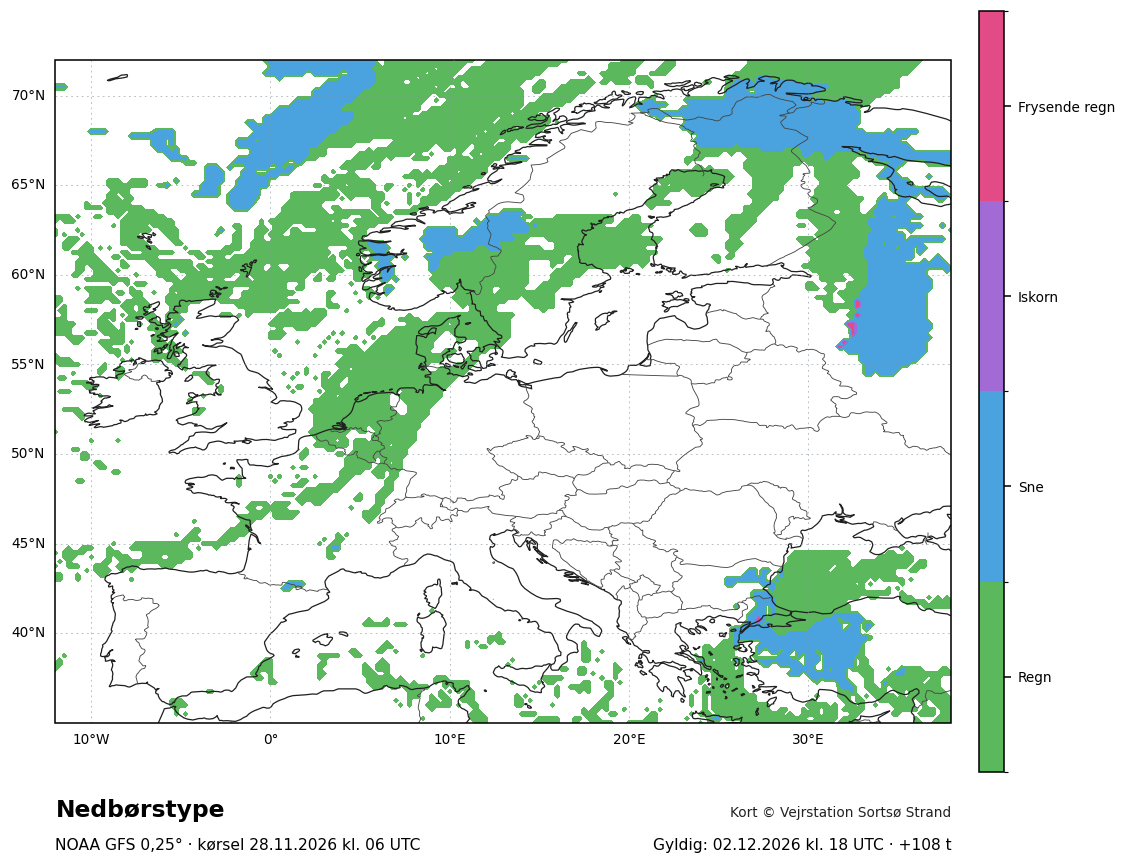 70°N
65°N
60°N
55°N
50°N
45°N
40°N
10°W
0°
10°E
20°E
30°E
Frysende regn
Iskorn
Sne
Regn
Nedbørstype
Kort © Vejrstation Sortsø Strand
NOAA GFS 0,25° · kørsel 28.11.2026 kl. 06 UTC
Gyldig: 02.12.2026 kl. 18 UTC · +108 t